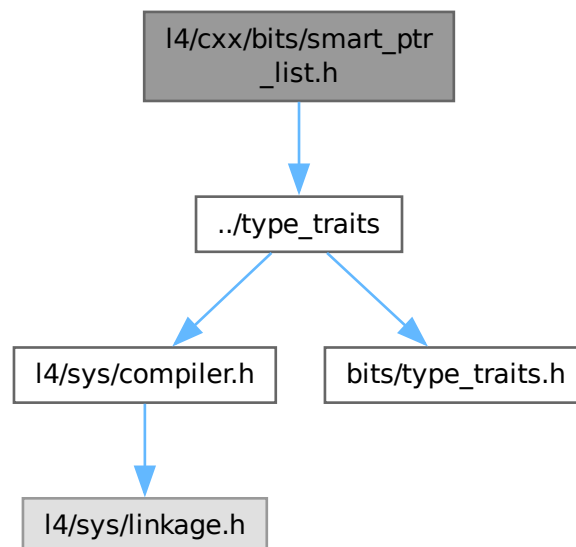 l4/cxx/bits/smart_ptr
_list.h
../type_traits
l4/sys/compiler.h
bits/type_traits.h
l4/sys/linkage.h